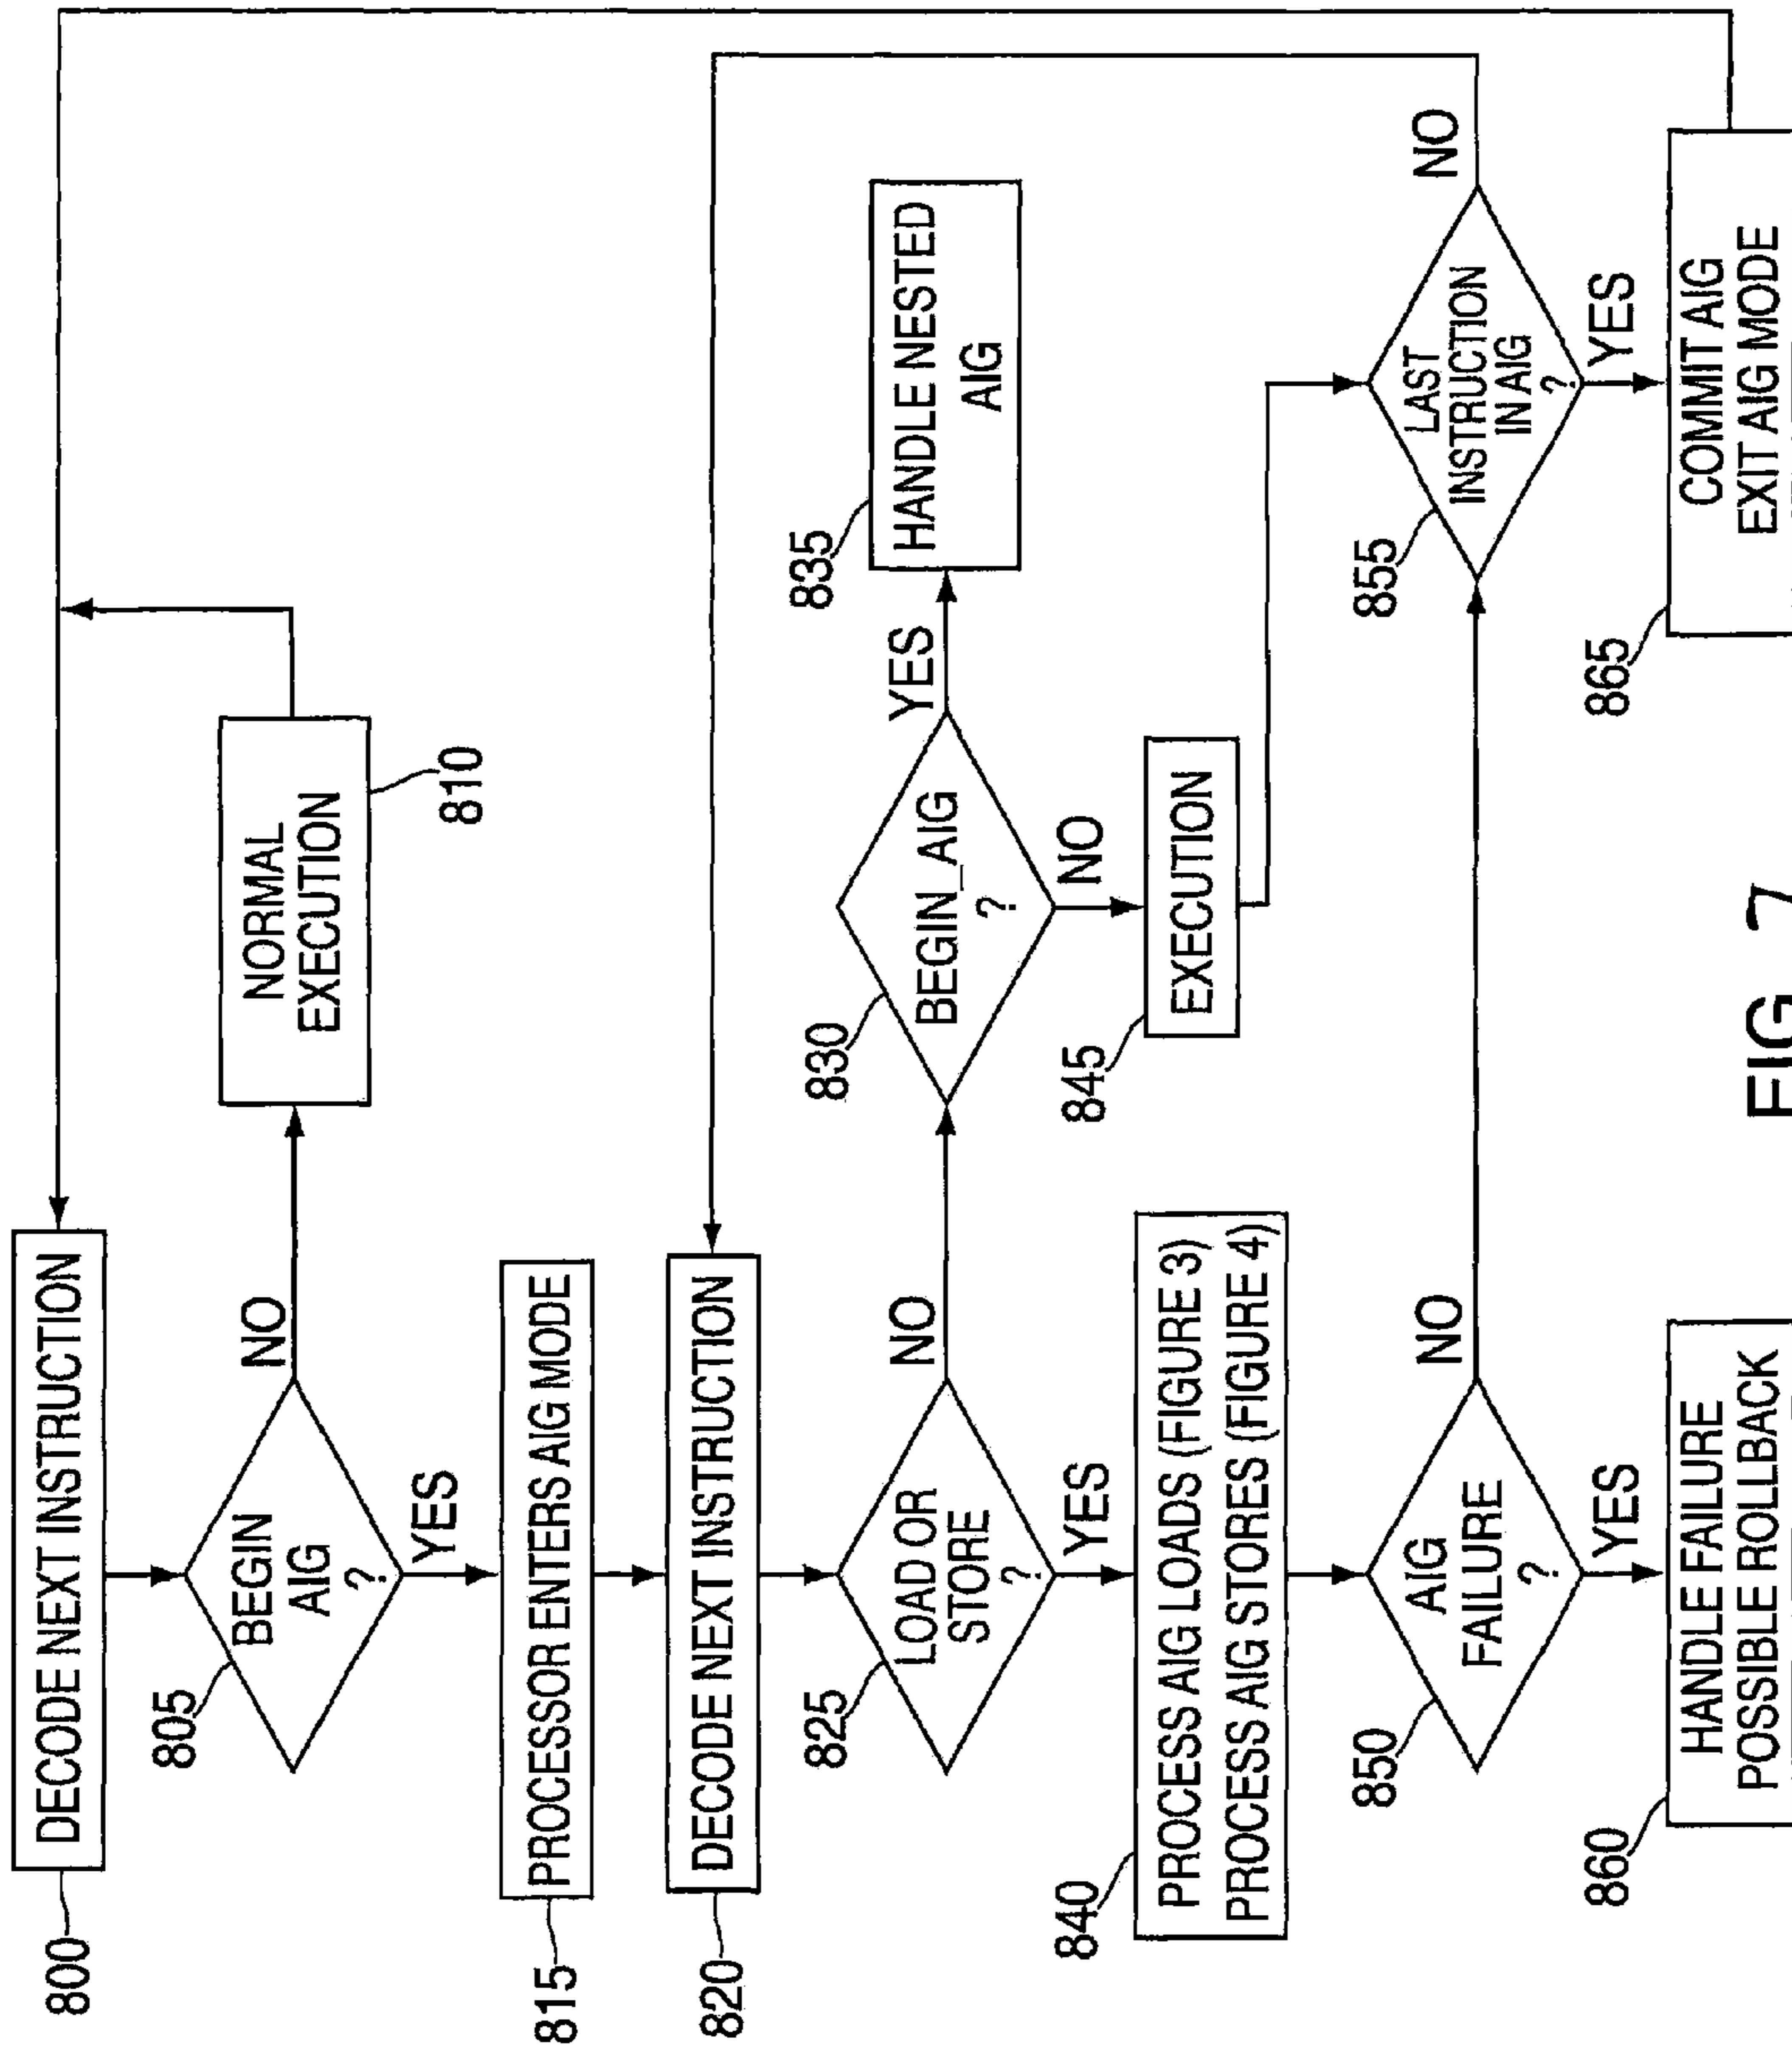 800
DECODE NEXT INSTRUCTION
805
BEGIN
AIG
?
NO
NORMAL
EXECUTION
810
YES
815
PROCESSOR ENTERS AIG MODE
820
DECODE NEXT INSTRUCTION
825
LOAD OR
STORE
?
NO
830
BEGIN_AIG
?
YES
835
HANDLE NESTED
AIG
YES
NO
840
PROCESS AIG LOADS (FIGURE 3)
PROCESS AIG STORES (FIGURE 4)
845
EXECUTION
850
AIG
FAILURE
?
NO
855
LAST
INSTRUCTION
IN AIG
?
NO
YES
YES
860
HANDLE FAILURE
POSSIBLE ROLLBACK
865
COMMIT AIG
EXIT AIG MODE
FIG. 7